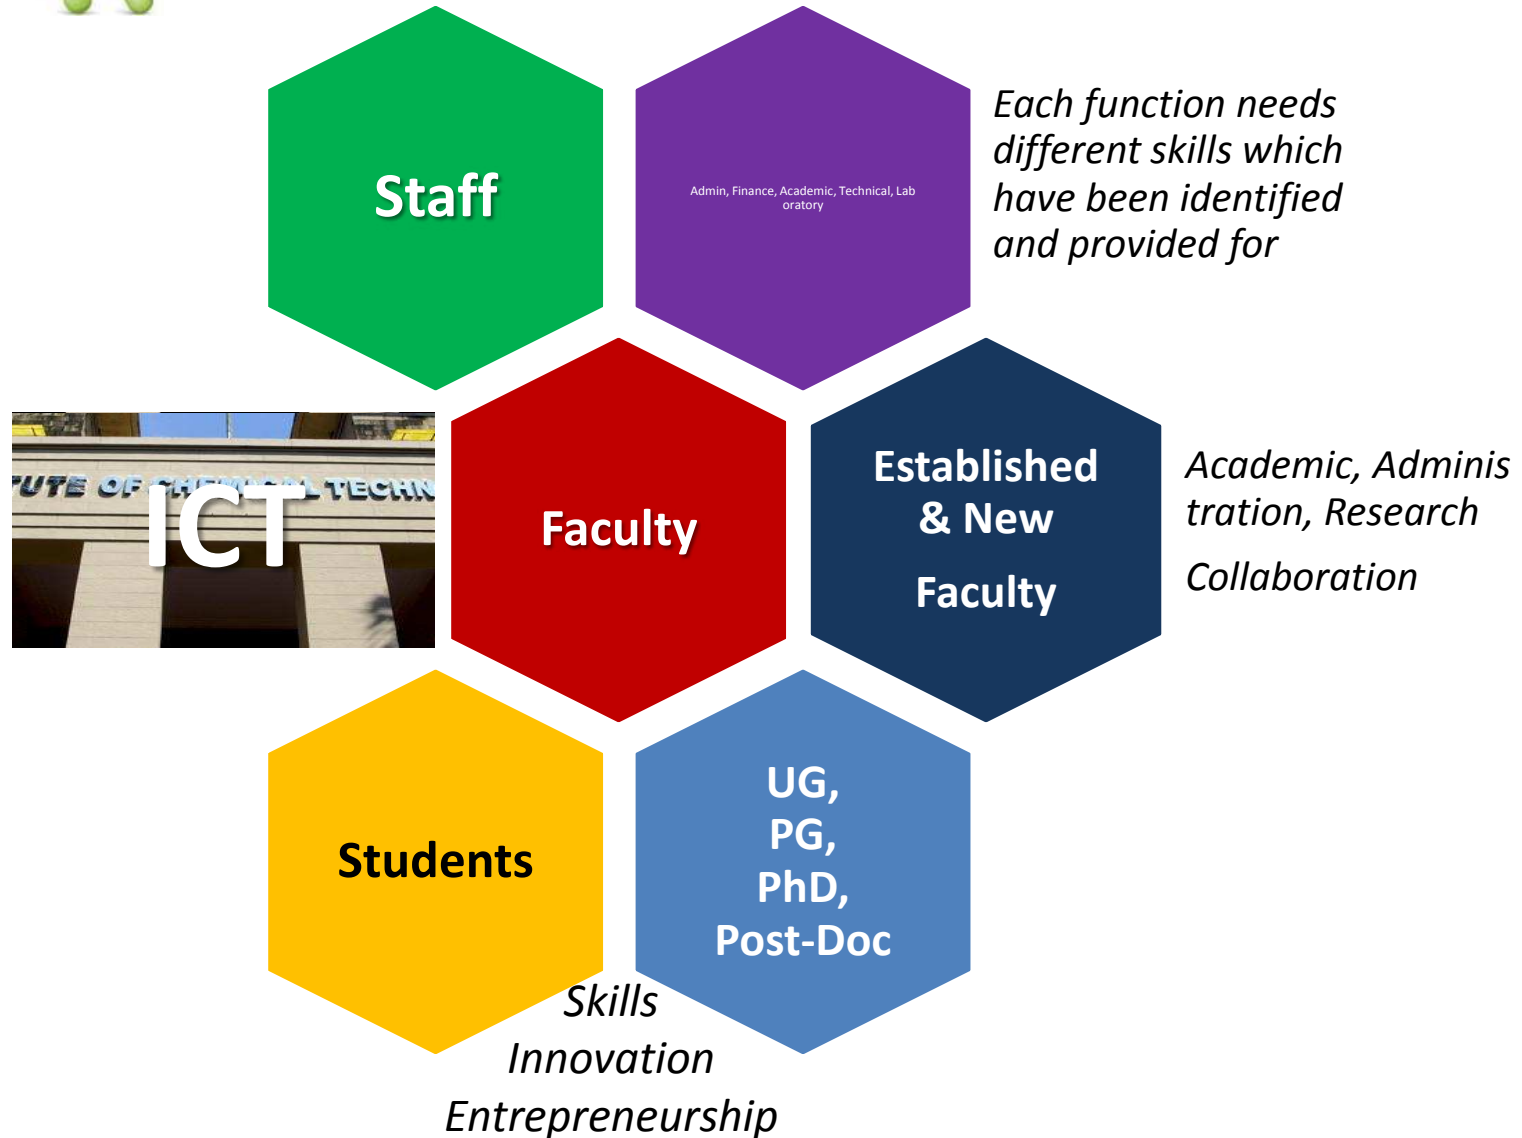 Staff
Admin, Finance, Academic, Technical, Lab
oratory
Each function needs
different skills which
have been identified
and provided for
TUTE OF CHEMICAL TECHN
ICT
Faculty
Established
& New
Faculty
Academic, Adminis
tration, Research
Collaboration
Students
UG,
PG,
PhD,
Post-Doc
Skills
Innovation
Entrepreneurship